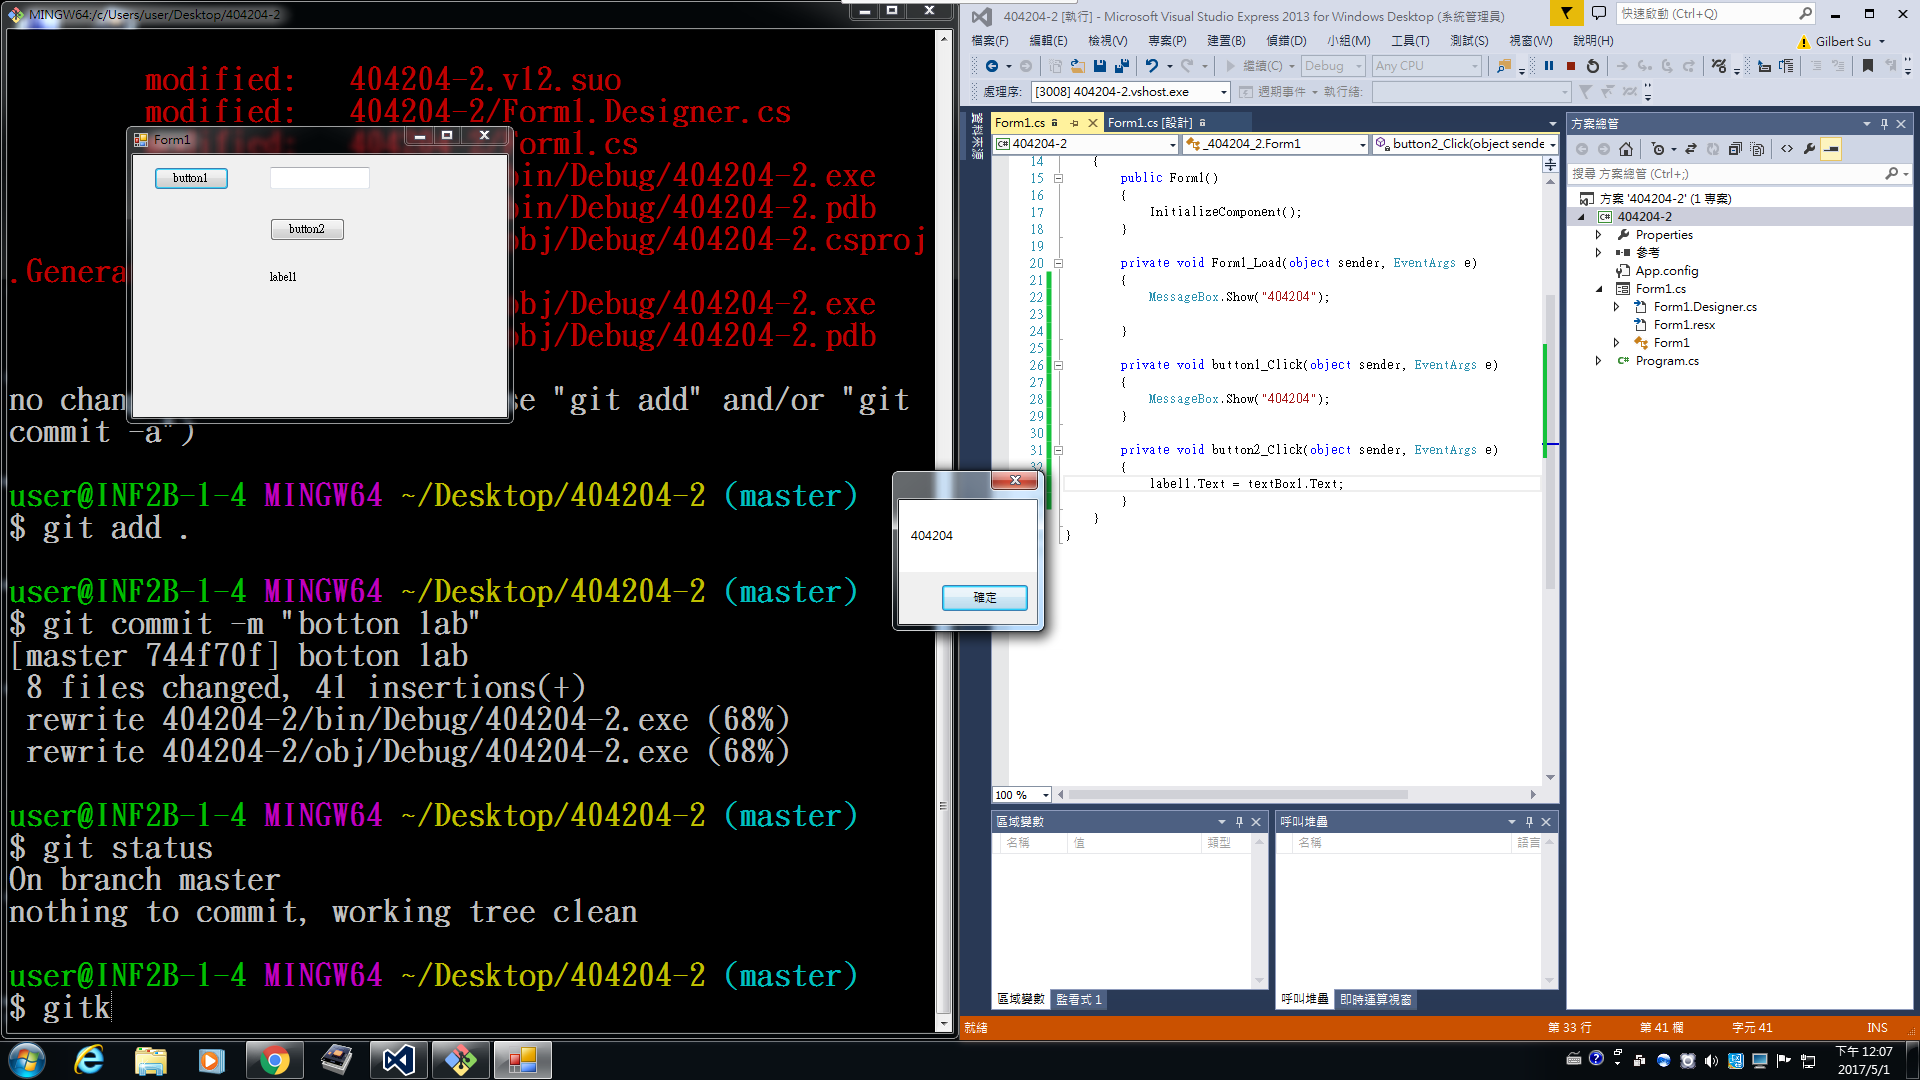 MINGW64:/c/Users/user/Desktop/404204-2
modified:   404204-2.v12.suo
modified:   404204-2/Form1.Designer.cs
Form1.cs
bin/Debug/404204-2.exe
bin/Debug/404204-2.pdb
obj/Debug/404204-2.csproj
.Genera
obj/Debug/404204-2.exe
obj/Debug/404204-2.pdb
no chan e "git add" and/or "git
commit -a")
user@INF2B-1-4 MINGW64 ~/Desktop/404204-2 (master)
$ git add .
user@INF2B-1-4 MINGW64 ~/Desktop/404204-2 (master)
$ git commit -m "botton lab"
[master 744f70f] botton lab
8 files changed, 41 insertions(+)
rewrite 404204-2/bin/Debug/404204-2.exe (68%)
rewrite 404204-2/obj/Debug/404204-2.exe (68%)
user@INF2B-1-4 MINGW64 ~/Desktop/404204-2 (master)
$ git status
On branch master
nothing to commit, working tree clean
user@INF2B-1-4 MINGW64 ~/Desktop/404204-2 (master)
$ gitk
Form1
button1
button2
label1
404204
確定
404204-2 [執行] - Microsoft Visual Studio Express 2013 for Windows Desktop (系統管理員)
快速啟動 (Ctrl+Q)
檔案(F) 編輯(E) 檢視(V) 專案(P) 建置(B) 偵錯(D) 小組(M) 工具(T) 測試(S) 視窗(W) 說明(H)
Gilbert Su
繼續(C) Debug Any CPU
處理序: [3008] 404204-2.vshost.exe 週期事件 執行緒:
資料來源
Form1.cs Form1.cs [設計]
404204-2 _404204_2.Form1 button2_Click(object sende
14 {
15 public Form1()
16 {
17 InitializeComponent();
18 }
19
20 private void Form1_Load(object sender, EventArgs e)
21 {
22 MessageBox.Show("404204");
23
24 }
25
26 private void button1_Click(object sender, EventArgs e)
27 {
28 MessageBox.Show("404204");
29 }
30
31 private void button2_Click(object sender, EventArgs e)
32 {
label1.Text = textBox1.Text;
}
}
}
100 %
區域變數
名稱 值 類型
區域變數 監看式 1
呼叫堆疊
名稱 語言
呼叫堆疊 即時運算視窗
方案總管
搜尋 方案總管 (Ctrl+;)
方案 '404204-2' (1 專案)
404204-2
Properties
參考
App.config
Form1.cs
Form1.Designer.cs
Form1.resx
Form1
Program.cs
就緒 第 33 行 第 41 欄 字元 41 INS
下午 12:07
2017/5/1